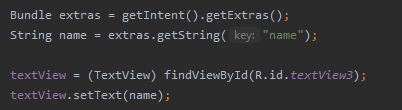 Bundle extras = getIntent().getExtras();
String name = extras.getString( key: "name");
textView = (TextView) findViewById(R.id.textView3);
textView.setText(name);